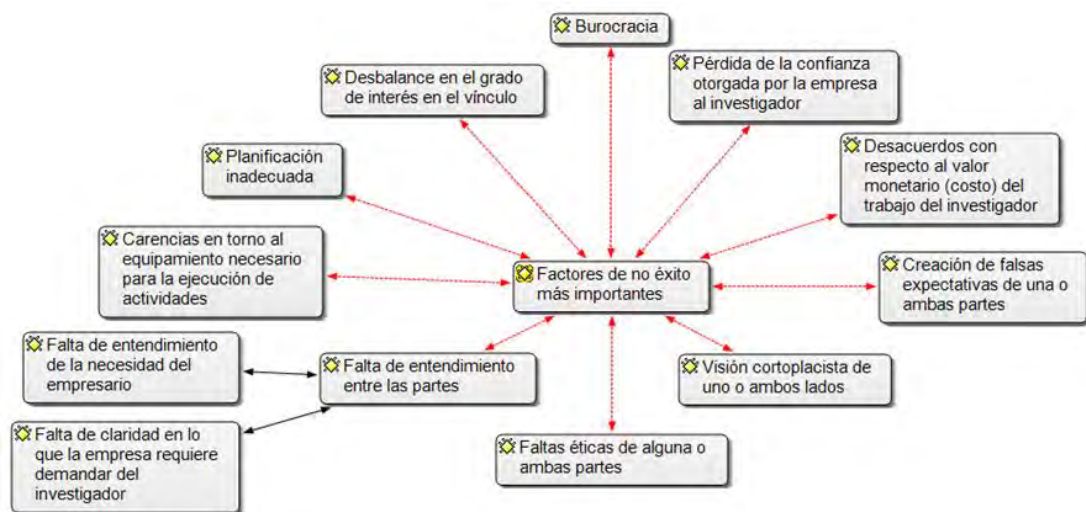 Burocracia
Desbalance en el grado
de interés en el vínculo
Pérdida de la confianza
otorgada por la empresa
al investigador
Planificación
inadecuada
Desacuerdos con
respecto al valor
monetario (costo) del
trabajo del investigador
Carencias en torno al
equipamiento necesario
para la ejecución de
actividades
Factores de no éxito
más importantes
Creación de falsas
expectativas de una o
ambas partes
Falta de entendimiento
de la necesidad del
empresario
Falta de entendimiento
entre las partes
Visión cortoplacista de
uno o ambos lados
Falta de claridad en lo
que la empresa requiere
demandar del
investigador
Faltas éticas de alguna o
ambas partes